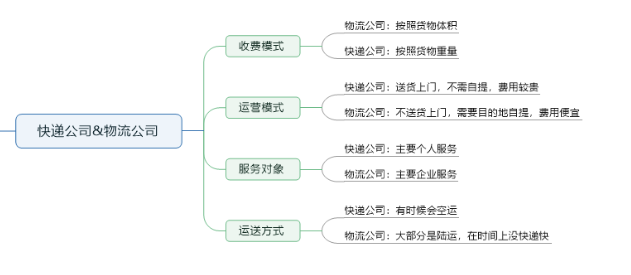 快递公司&物流公司
收费模式
物流公司：按照货物体积
快递公司：按照货物重量
运营模式
快递公司：送货上门，不需自提，费用较贵
物流公司：不送货上门，需要目的地自提，费用便宜
服务对象
快递公司：主要个人服务
物流公司：主要企业服务
运送方式
快递公司：有时候会空运
物流公司：大部分是陆运，在时间上没快递快